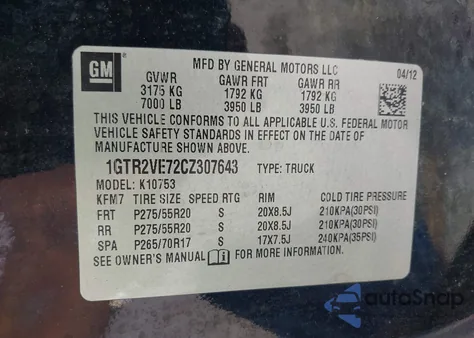 GM
MFD BY GENERAL MOTORS LLC
04/12
GVWR GAWR FRT GAWR RR
3175 KG 1792 KG 1792 KG
7000 LB 3950 LB 3950 LB
THIS VEHICLE CONFORMS TO ALL APPLICABLE U.S. FEDERAL MOTOR
VEHICLE SAFETY STANDARDS IN EFFECT ON THE DATE OF
MANUFACTURE SHOWN ABOVE.
1GTR2VE72CZ307643 TYPE: TRUCK
MODEL: K10753
KFM7 TIRE SIZE SPEED RTG RIM COLD TIRE PRESSURE
FRT P275/55R20 S 20X8.5J 210KPA(30PSI)
RR P275/55R20 S 20X8.5J 210KPA(30PSI)
SPA P265/70R17 S 17X7.5J 240KPA(35PSI)
SEE OWNER'S MANUAL FOR MORE INFORMATION
autoSnap